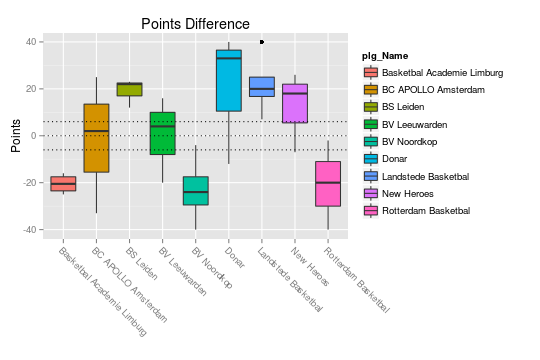 Points Difference
Points
40
20
0
-20
-40
Basketbal Academie Limburg
BC APOLLO Amsterdam
BS Leiden
BV Leeuwarden
BV Noordkop
Donar
Landstede Basketbal
New Heroes
Rotterdam Basketbal
plg_Name
Basketbal Academie Limburg
BC APOLLO Amsterdam
BS Leiden
BV Leeuwarden
BV Noordkop
Donar
Landstede Basketbal
New Heroes
Rotterdam Basketbal